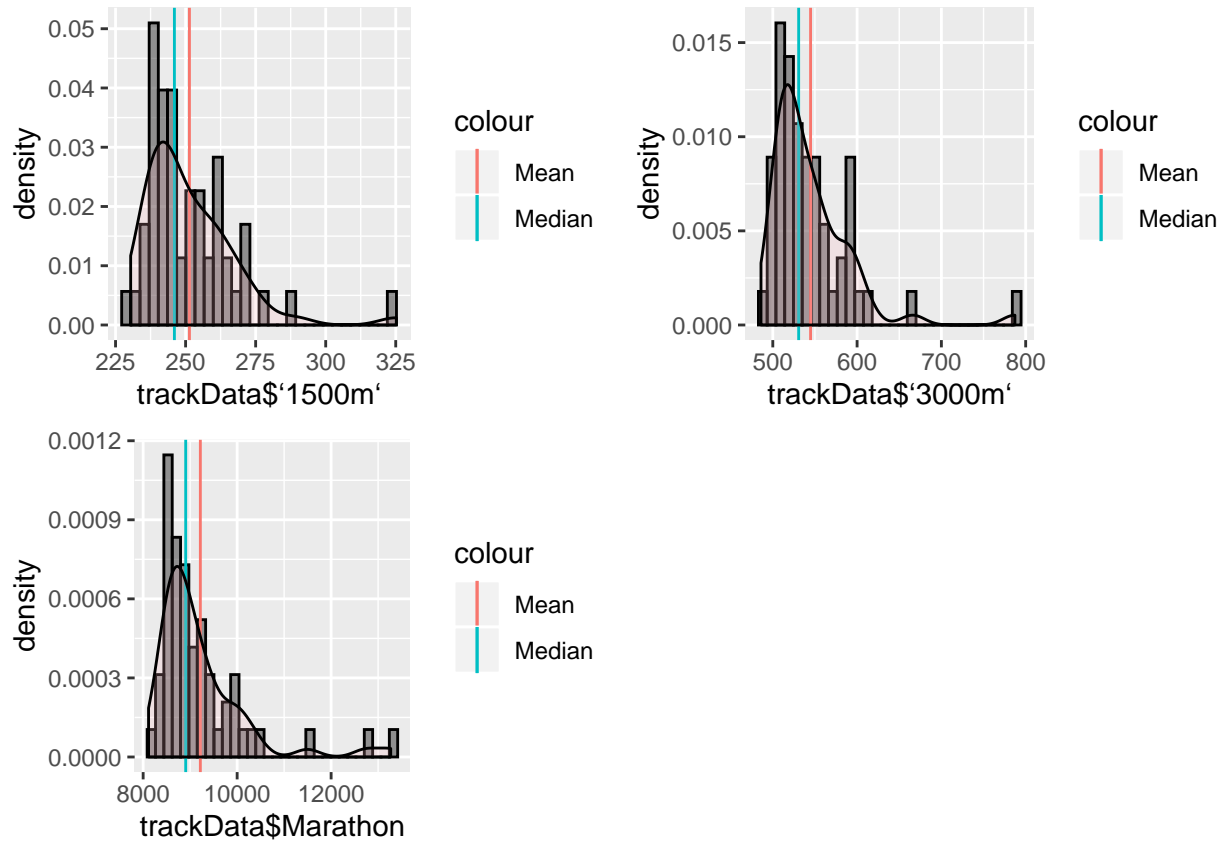 0.05
0.04
0.03
0.02
0.01
0.00
density
225 250 275 300 325
trackData$‘1500m‘
colour
Mean
Median
0.015
0.010
0.005
0.000
density
500 600 700 800
trackData$‘3000m‘
colour
Mean
Median
0.0012
0.0009
0.0006
0.0003
0.0000
density
8000 10000 12000
trackData$Marathon
colour
Mean
Median